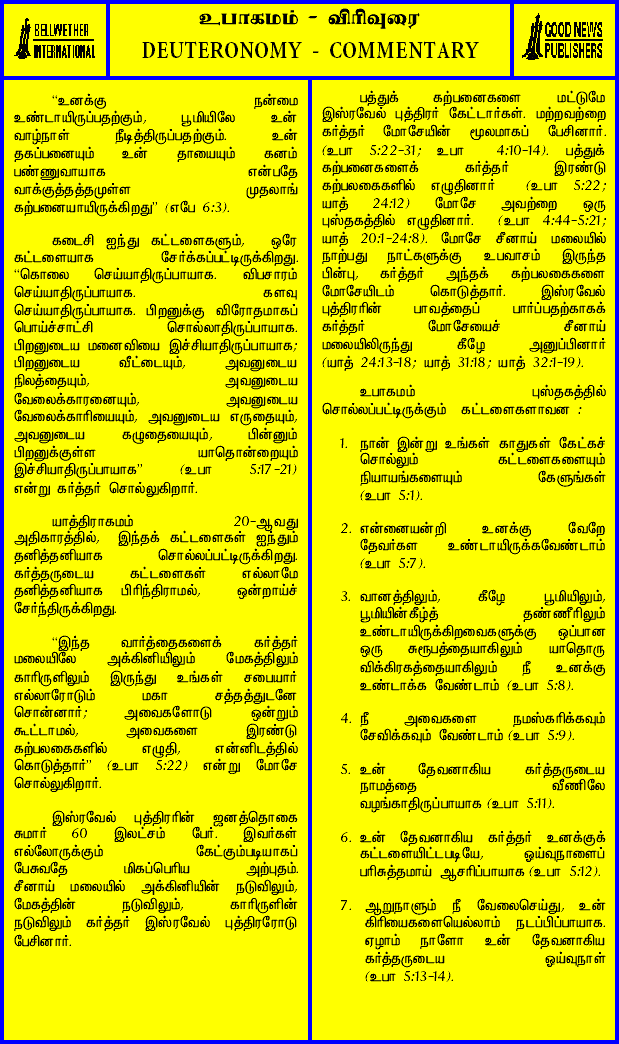 BELLWETHER
INTERNATIONAL
உபாகமம் - விரிவுரை
DEUTERONOMY - COMMENTARY
GOOD NEWS
PUBLISHERS
“உனக்கு நன்மை
உண்டாயிருப்பதற்கும், பூமியிலே உன்
வாழ்நாள் நீடித்திருப்பதற்கும். உன்
தகப்பனையும் உன் தாயையும் கனம்
பண்ணுவாயாக என்பதே
வாக்குத்தத்தமுள்ள முதலாங்
கற்பனையாயிருக்கிறது” (எபே 6:3).
கடைசி ஐந்து கட்டளைகளும், ஒரே
கட்டளையாக சேர்க்கப்பட்டிருக்கிறது.
“கொலை செய்யாதிருப்பாயாக. விபசாரம்
செய்யாதிருப்பாயாக. களவு
செய்யாதிருப்பாயாக. பிறனுக்கு விரோதமாகப்
பொய்ச்சாட்சி சொல்லாதிருப்பாயாக.
பிறனுடைய மனைவியை இச்சியாதிருப்பாயாக;
பிறனுடைய வீட்டையும், அவனுடைய
நிலத்தையும், அவனுடைய
வேலைக்காரனையும், அவனுடைய
வேலைக்காரியையும், அவனுடைய எருதையும்,
அவனுடைய கழுதையையும், பின்னும்
பிறனுக்குள்ள யாதொன்றையும்
இச்சியாதிருப்பாயாக” (உபா 5:17-21)
என்று கர்த்தர் சொல்லுகிறார்.
யாத்திராகமம் 20-ஆவது
அதிகாரத்தில், இந்தக் கட்டளைகள் ஐந்தும்
தனித்தனியாக சொல்லப்பட்டிருக்கிறது.
கர்த்தருடைய கட்டளைகள் எல்லாமே
தனித்தனியாக பிரிந்திராமல், ஒன்றாய்ச்
சேர்ந்திருக்கிறது.
“இந்த வார்த்தைகளைக் கர்த்தர்
மலையிலே அக்கினியிலும் மேகத்திலும்
காரிருளிலும் இருந்து உங்கள் சபையார்
எல்லாரோடும் மகா சத்தத்துடனே
சொன்னார்; அவைகளோடு ஒன்றும்
கூட்டாமல், அவைகளை இரண்டு
கற்பலகைகளில் எழுதி, என்னிடத்தில்
கொடுத்தார்” (உபா 5:22) என்று மோசே
சொல்லுகிறார்.
இஸ்ரவேல் புத்திரரின் ஜனத்தொகை
சுமார் 60 இலட்சம் பேர். இவர்கள்
எல்லோருக்கும் கேட்கும்படியாகப்
பேசுவதே மிகப்பெரிய அற்புதம்.
சீனாய் மலையில் அக்கினியின் நடுவிலும்,
மேகத்தின் நடுவிலும், காரிருளின்
நடுவிலும் கர்த்தர் இஸ்ரவேல் புத்திரரோடு
பேசினார்.
பத்துக் கற்பனைகளை மட்டுமே
இஸ்ரவேல் புத்திரர் கேட்டார்கள். மற்றவற்றை
கர்த்தர் மோசேயின் மூலமாகப் பேசினார்.
(உபா 5:22-31; உபா 4:10-14). பத்துக்
கற்பனைகளைக் கர்த்தர் இரண்டு
கற்பலகைகளில் எழுதினார் (உபா 5:22;
யாத் 24:12) மோசே அவற்றை ஒரு
புஸ்தகத்தில் எழுதினார். (உபா 4:44-5:21;
யாத் 20:1-24:8). மோசே சீனாய் மலையில்
நாற்பது நாட்களுக்கு உபவாசம் இருந்த
பின்பு, கர்த்தர் அந்தக் கற்பலகைகளை
மோசேயிடம் கொடுத்தார். இஸ்ரவேல்
புத்திரரின் பாவத்தைப் பார்ப்பதற்காகக்
கர்த்தர் மோசேயைச் சீனாய்
மலையிலிருந்து கீழே அனுப்பினார்
(யாத் 24:13-18; யாத் 31:18; யாத் 32:1-19).
உபாகமம் புஸ்தகத்தில்
சொல்லப்பட்டிருக்கும் கட்டளைகளாவன :
1. நான் இன்று உங்கள் காதுகள் கேட்கச்
சொல்லும் கட்டளைகளையும்
நியாயங்களையும் கேளுங்கள்
(உபா 5:1).
2. என்னையன்றி உனக்கு வேறே
தேவர்கள உண்டாயிருக்கவேண்டாம்
(உபா 5:7).
3. வானத்திலும், கீழே பூமியிலும்,
பூமியின்கீழ்த் தண்ணீரிலும்
உண்டாயிருக்கிறவைகளுக்கு ஒப்பான
ஒரு சுரூபத்தையாகிலும் யாதொரு
விக்கிரகத்தையாகிலும் நீ உனக்கு
உண்டாக்க வேண்டாம் (உபா 5:8).
4. நீ அவைகளை நமஸ்கரிக்கவும்
சேவிக்கவும் வேண்டாம் (உபா 5:9).
5. உன் தேவனாகிய கர்த்தருடைய
நாமத்தை வீணிலே
வழங்காதிருப்பாயாக (உபா 5:11).
6. உன் தேவனாகிய கர்த்தர் உனக்குக்
கட்டளையிட்டபடியே, ஓய்வுநாளைப்
பரிசுத்தமாய் ஆசரிப்பாயாக (உபா 5:12).
7. ஆறுநாளும் நீ வேலைசெய்து, உன்
கிரியைகளையெல்லாம் நடப்பிப்பாயாக.
ஏழாம் நாளோ உன் தேவனாகிய
கர்த்தருடைய ஓய்வுநாள்
(உபா 5:13-14).